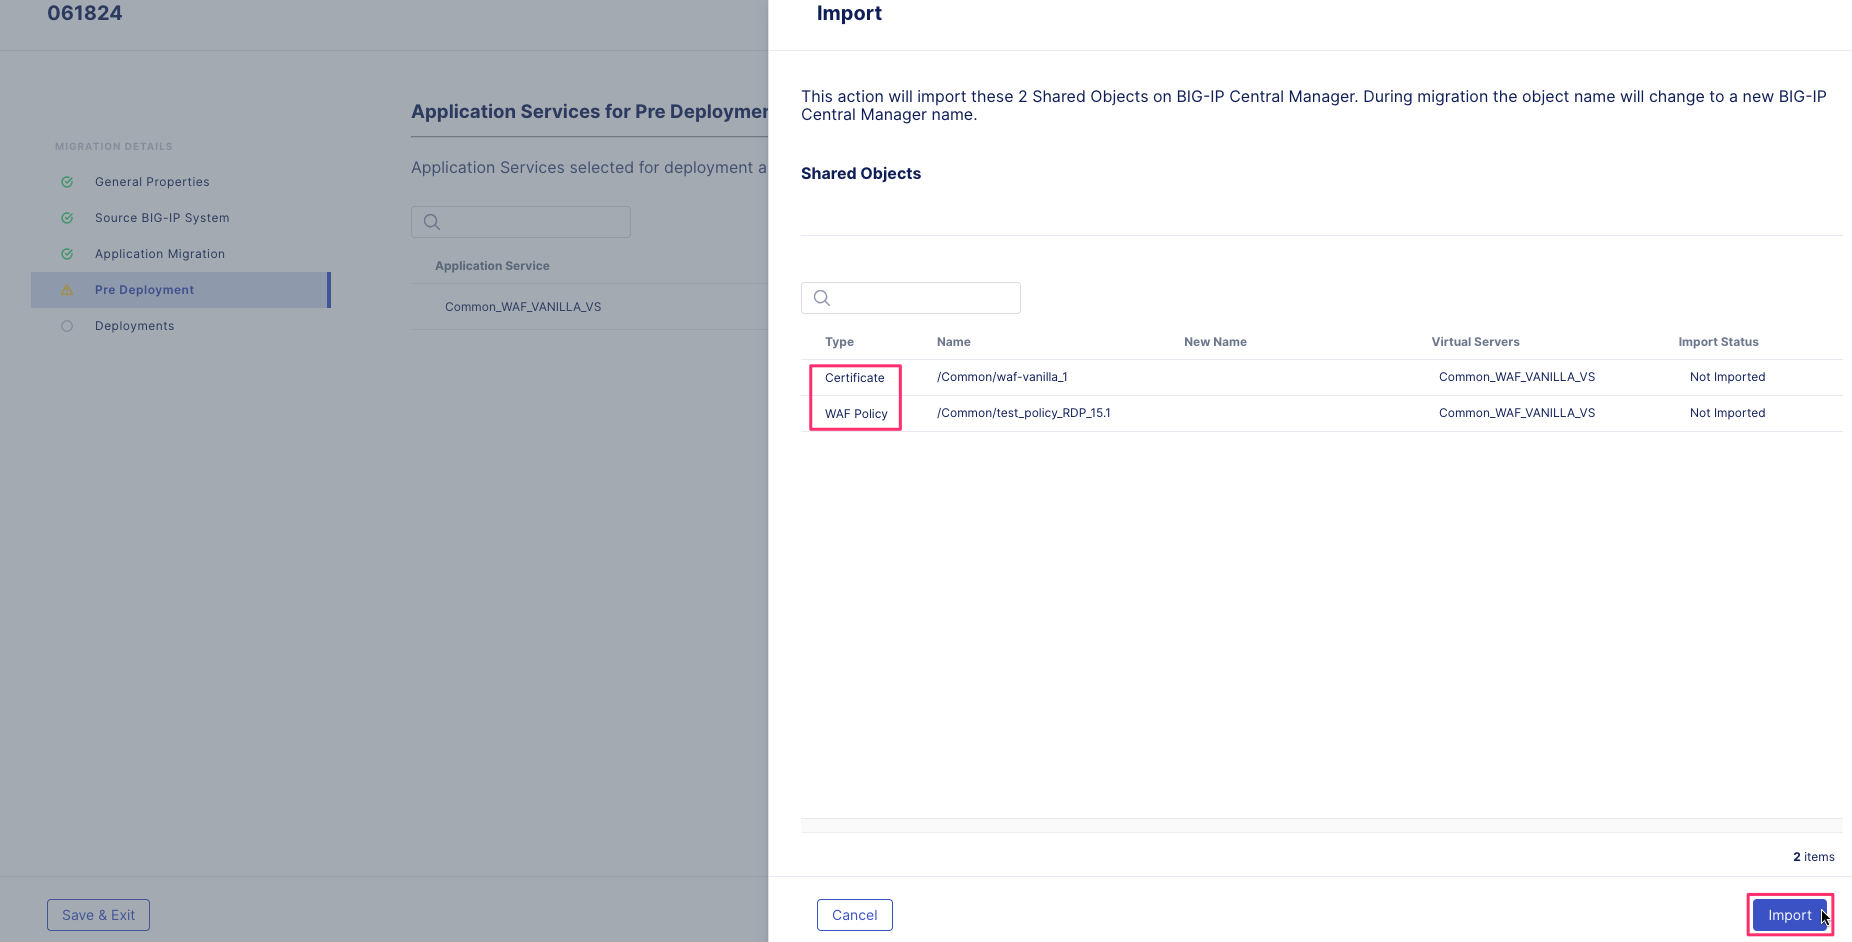 061824
MIGRATION DETAILS
General Properties
Source BIG-IP System
Application Migration
Pre Deployment
Deployments
Application Services for Pre Deploymen
Application Services selected for deployment a
Application Service
Common_WAF_VANILLA_VS
Save & Exit
Import
This action will import these 2 Shared Objects on BIG-IP Central Manager. During migration the object name will change to a new BIG-IP
Central Manager name.
Shared Objects
Type Name New Name Virtual Servers Import Status
Certificate /Common/waf-vanilla_1 Common_WAF_VANILLA_VS Not Imported
WAF Policy /Common/test_policy_RDP_15.1 Common_WAF_VANILLA_VS Not Imported
2 items
Cancel
Import